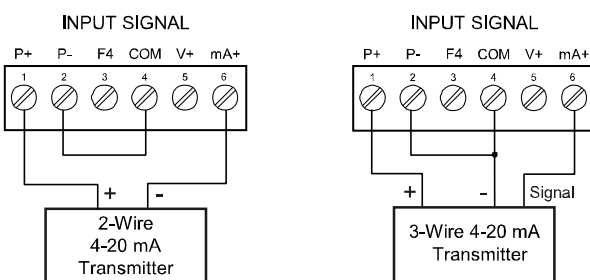 INPUT SIGNAL
P+ P- F4 COM V+ mA+
1 2 3 4 5 6
+ -
2-Wire
4-20 mA
Transmitter
INPUT SIGNAL
P+ P- F4 COM V+ mA+
1 2 3 4 5 6
+ - Signal
3-Wire 4-20 mA
Transmitter